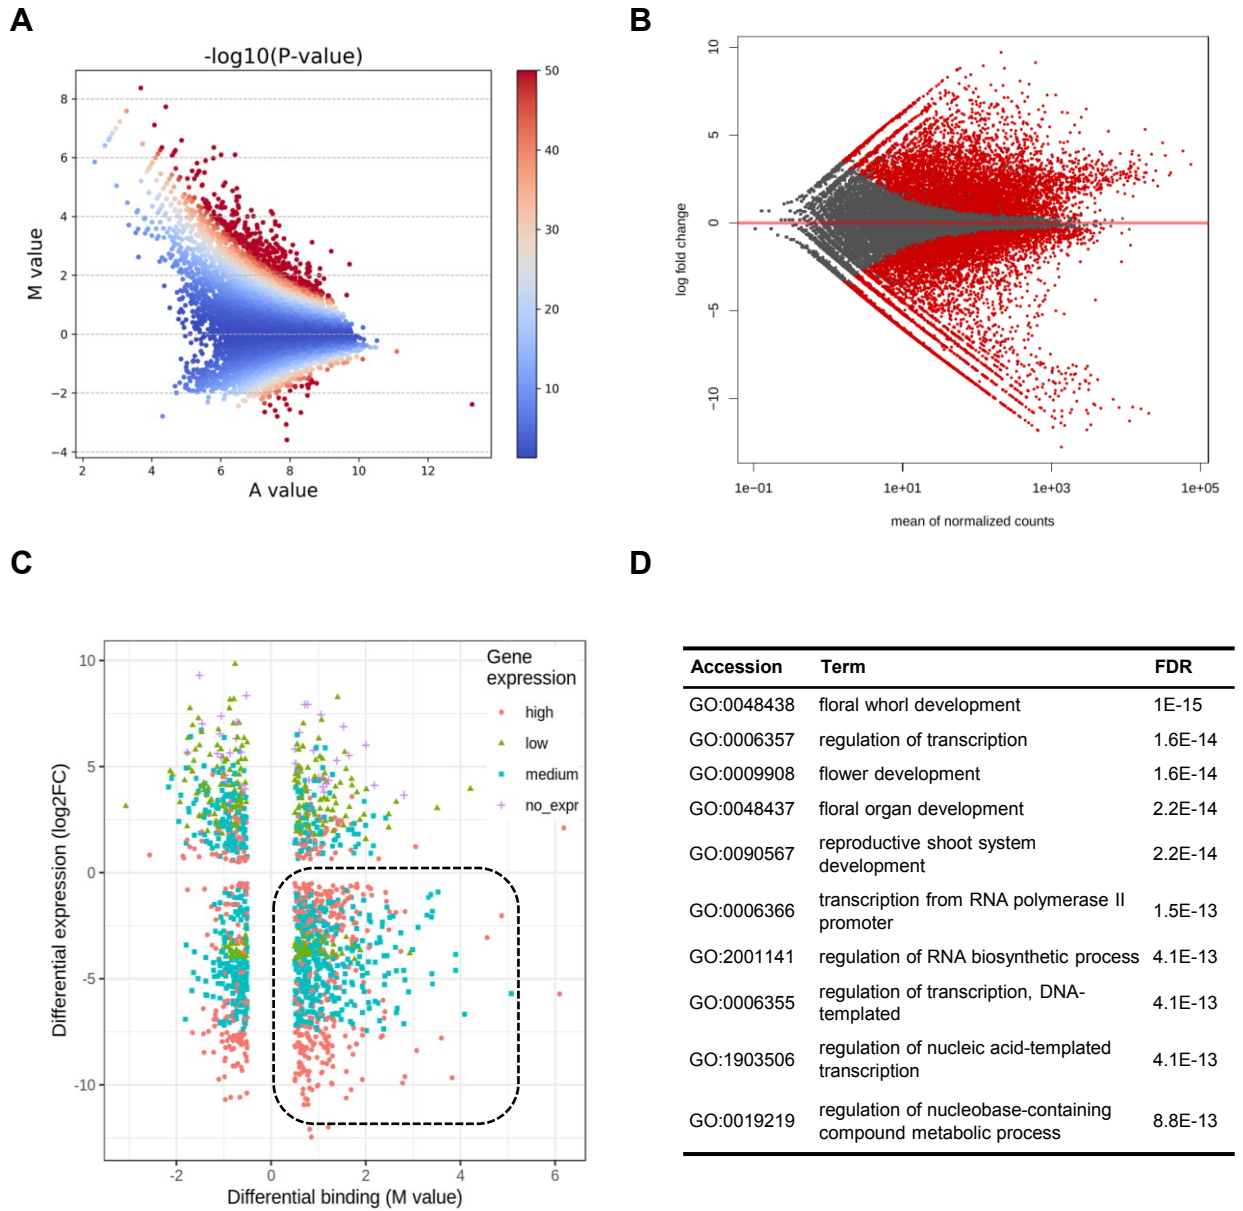 A
-log10(P-value)
8
6
4
2
0
−2
−4
2
4
6
8
10
12
M value
A value
50
40
30
20
10
B
10
5
0
−5
−10
1e−01
1e+01
1e+03
1e+05
log fold change
mean of normalized counts
C
10
5
0
-5
-10
-2
0
2
4
6
Differential expression (log2FC)
Differential binding (M value)
Gene
expression
high
low
medium
no_expr
D
Accession Term FDR
GO:0048438 floral whorl development 1E-15
GO:0006357 regulation of transcription 1.6E-14
GO:0009908 flower development 1.6E-14
GO:0048437 floral organ development 2.2E-14
GO:0090567 reproductive shoot system
development 2.2E-14
GO:0006366 transcription from RNA polymerase II
promoter 1.5E-13
GO:2001141 regulation of RNA biosynthetic process 4.1E-13
GO:0006355 regulation of transcription, DNA-
templated 4.1E-13
GO:1903506 regulation of nucleic acid-templated
transcription 4.1E-13
GO:0019219 regulation of nucleobase-containing
compound metabolic process 8.8E-13